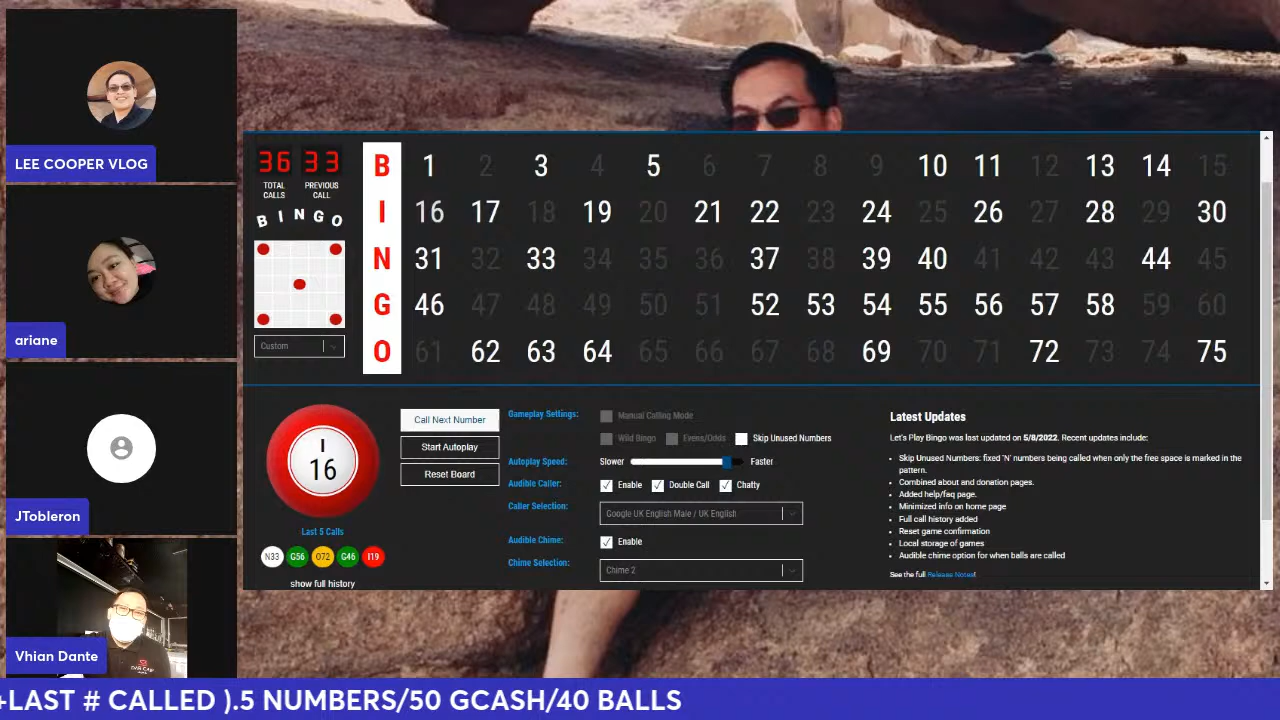 LEE COOPER VLOG
ariane
JTobleron
Vhian Dante
36 33
TOTAL CALLS
PREVIOUS CALL
B I N G O
Custom
B 1 2 3 4 5 6 7 8 9 10 11 12 13 14 15
I 16 17 18 19 20 21 22 23 24 25 26 27 28 29 30
N 31 32 33 34 35 36 37 38 39 40 41 42 43 44 45
G 46 47 48 49 50 51 52 53 54 55 56 57 58 59 60
O 61 62 63 64 65 66 67 68 69 70 71 72 73 74 75
I
16
Last 5 Calls
N33 G56 O72 G46 I19
show full history
Call Next Number
Start Autoplay
Reset Board
Gameplay Settings:
Manual Calling Mode
Wild Bingo Evens/Odds Skip Unused Numbers
Autoplay Speed: Slower Faster
Audible Caller: Enable Double Call Chatty
Caller Selection:
Google UK English Male / UK English
Audible Chime: Enable
Chime Selection:
Chime 2
Latest Updates
Let's Play Bingo was last updated on 5/8/2022. Recent updates include:
Skip Unused Numbers: fixed 'N' numbers being called when only the free space is marked in the
pattern.
Combined about and donation pages.
Added help/faq page.
Minimized info on home page
Full call history added
Reset game confirmation
Local storage of games
Audible chime option for when balls are called
See the full Release Notes!
+LAST # CALLED ).5 NUMBERS/50 GCASH/40 BALLS